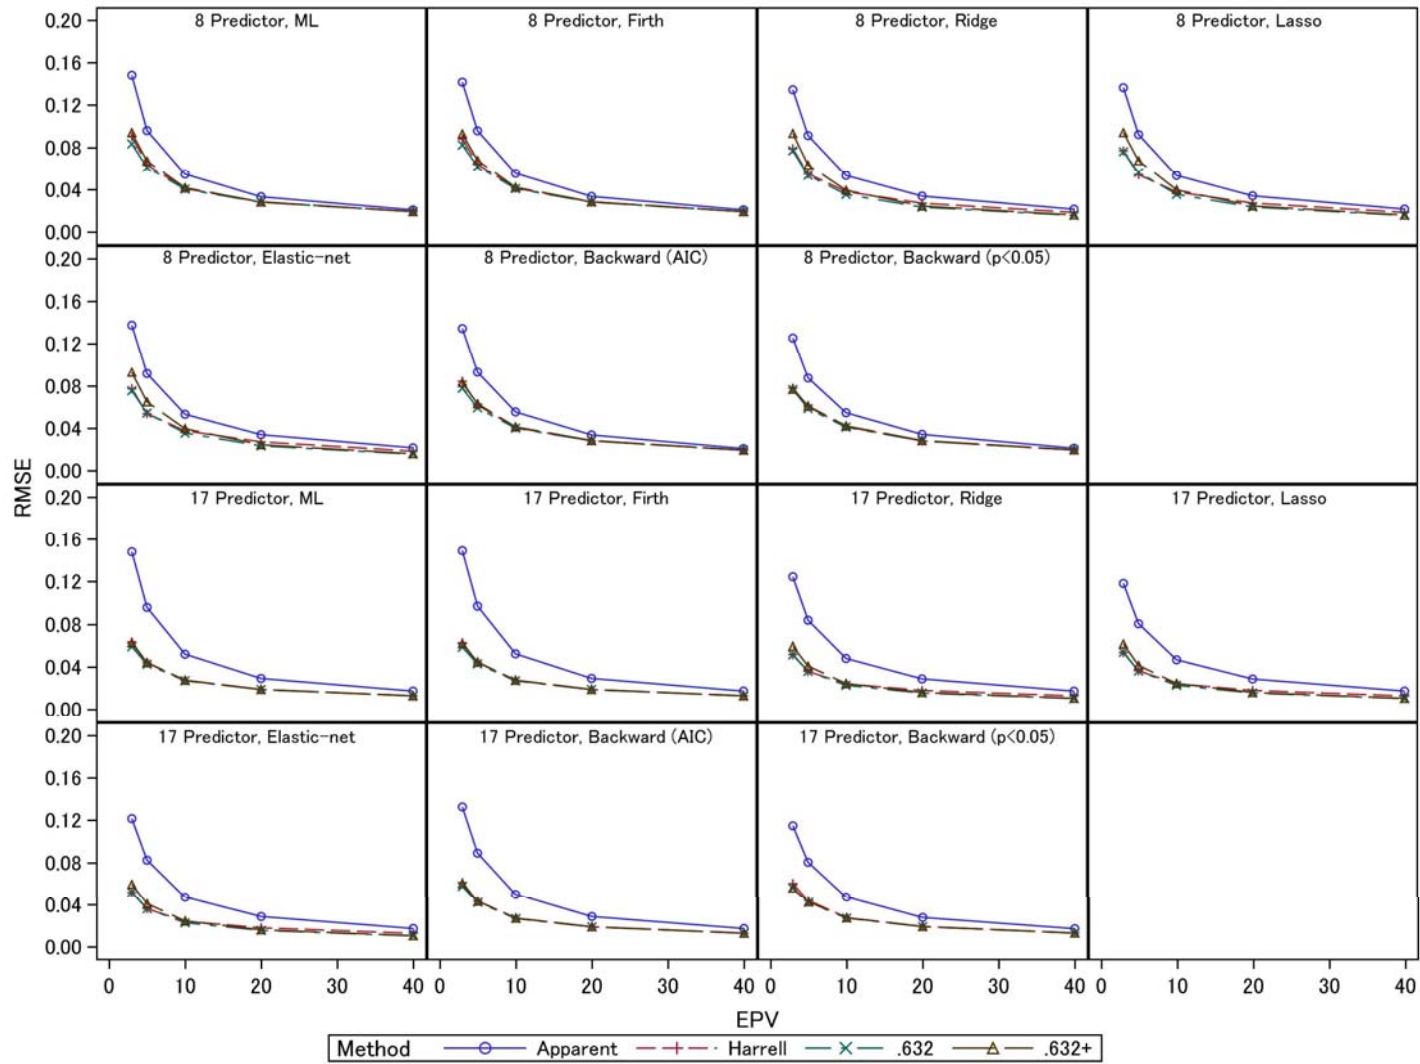 8 Predictor, ML
8 Predictor, Firth
8 Predictor, Ridge
8 Predictor, Lasso
0.20
0.16
0.12
0.08
0.04
0.00
8 Predictor, Elastic-net
8 Predictor, Backward (AIC)
8 Predictor, Backward (p<0.05)
0.20
0.16
0.12
0.08
0.04
0.00
RMSE
17 Predictor, ML
17 Predictor, Firth
17 Predictor, Ridge
17 Predictor, Lasso
0.20
0.16
0.12
0.08
0.04
0.00
17 Predictor, Elastic-net
17 Predictor, Backward (AIC)
17 Predictor, Backward (p<0.05)
0.20
0.16
0.12
0.08
0.04
0.00
0 10 20 30 40 0 10 20 30 40 0 10 20 30 40 0 10 20 30 40
EPV
Method Apparent Harrell .632 .632+